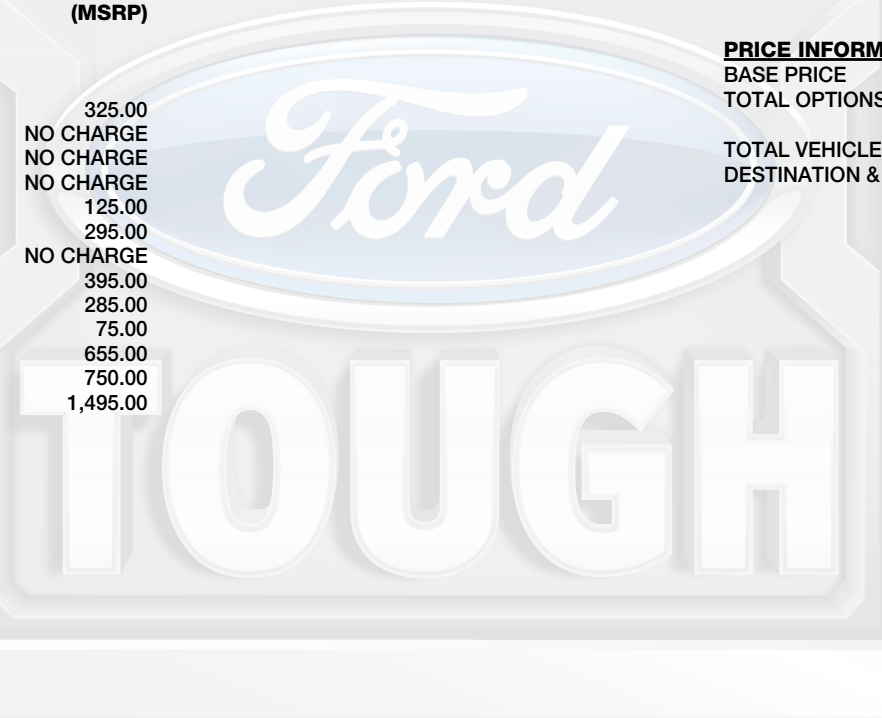 (MSRP)
325.00
NO CHARGE
NO CHARGE
NO CHARGE
125.00
295.00
NO CHARGE
395.00
285.00
75.00
655.00
750.00
1,495.00
PRICE INFORM
BASE PRICE
TOTAL OPTIONS
TOTAL VEHICLE
DESTINATION &
Ford
TOUGH